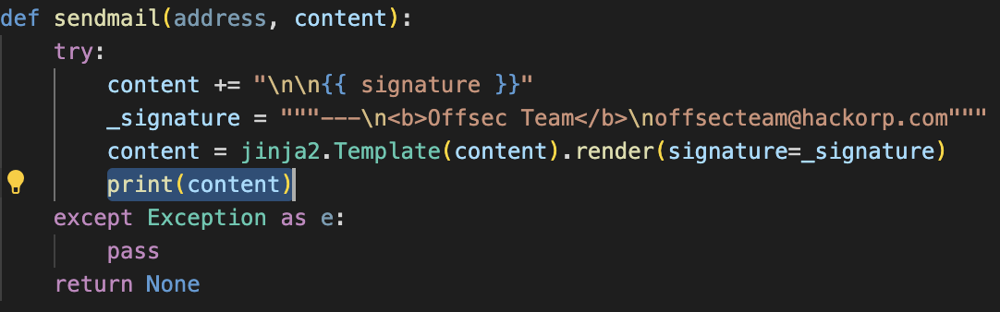 def sendmail(address, content):
    try:
        content += "\n\n{{ signature }}"
        _signature = """---\n<b>Offsec Team</b>\noffsecteam@hackorp.com"""
        content = jinja2.Template(content).render(signature=_signature)
        print(content)
    except Exception as e:
        pass
    return None